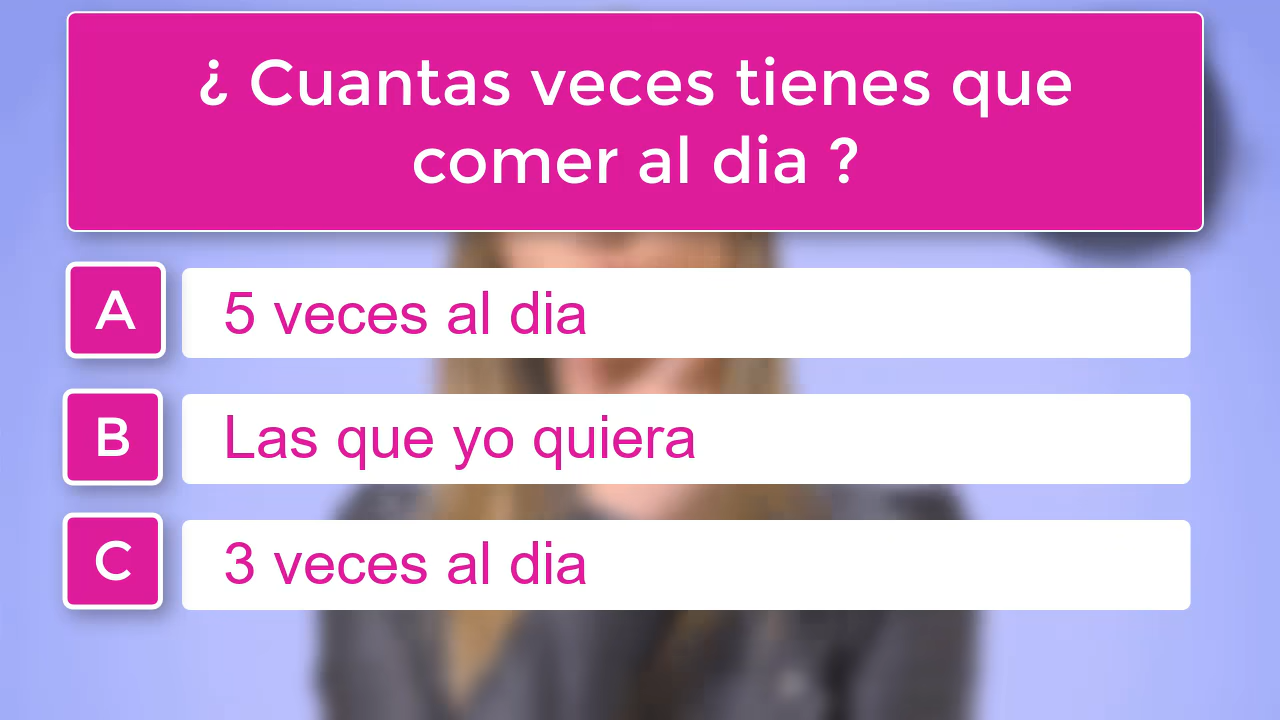 ¿ Cuantas veces tienes que
comer al dia ?
A 5 veces al dia
B Las que yo quiera
C 3 veces al dia